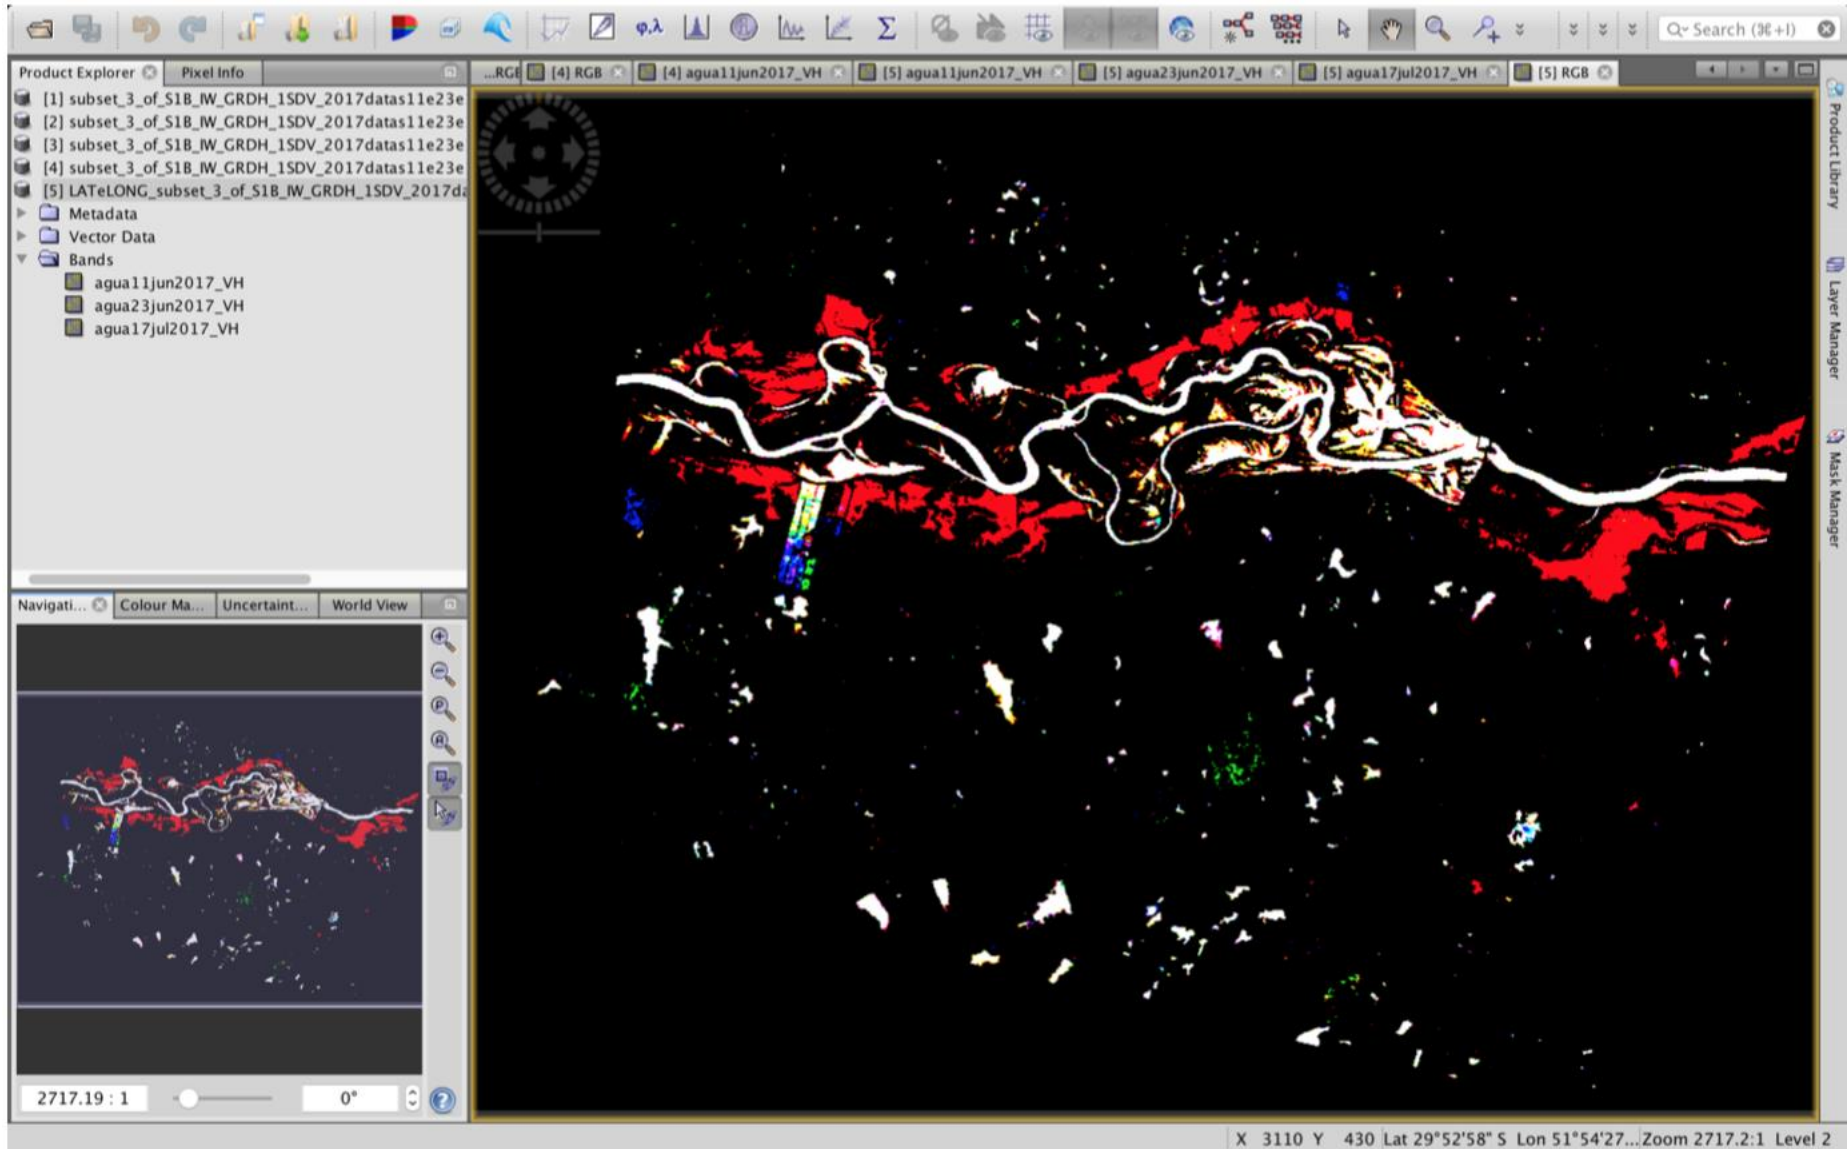 φ,λ
Σ
Search (⌘+I)
Product Explorer
Pixel Info
...RGB
[4] RGB
[4] agua11jun2017_VH
[5] agua11jun2017_VH
[5] agua23jun2017_VH
[5] agua17jul2017_VH
[5] RGB
[1] subset_3_of_S1B_IW_GRDH_1SDV_2017datas11e23e
[2] subset_3_of_S1B_IW_GRDH_1SDV_2017datas11e23e
[3] subset_3_of_S1B_IW_GRDH_1SDV_2017datas11e23e
[4] subset_3_of_S1B_IW_GRDH_1SDV_2017datas11e23e
[5] LATeLONG_subset_3_of_S1B_IW_GRDH_1SDV_2017da
Metadata
Vector Data
Bands
agua11jun2017_VH
agua23jun2017_VH
agua17jul2017_VH
Product Library
Layer Manager
Mask Manager
Navigati...
Colour Ma...
Uncertaint...
World View
2717.19 : 1
0°
X 3110 Y 430 Lat 29°52'58" S Lon 51°54'27... Zoom 2717.2:1 Level 2